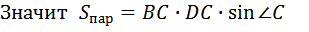 Значит S_пар = BC · DC · sin ∠C